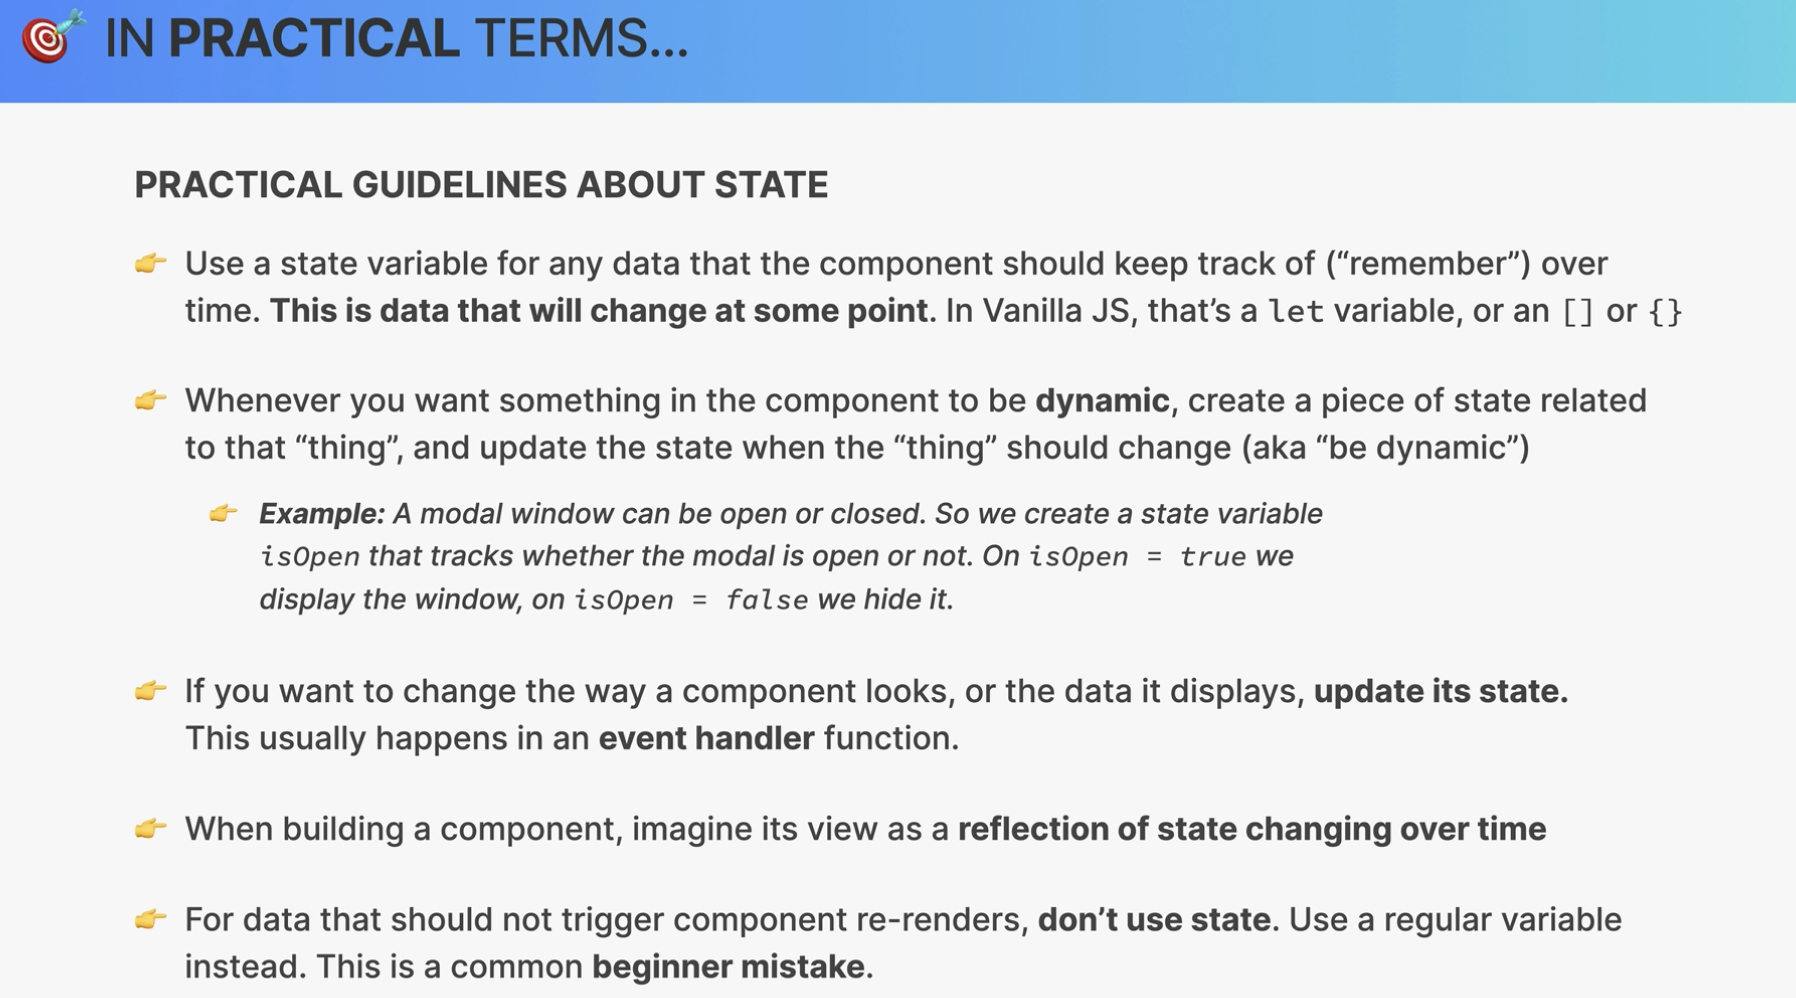 IN PRACTICAL TERMS...
PRACTICAL GUIDELINES ABOUT STATE
Use a state variable for any data that the component should keep track of (“remember”) over
time. This is data that will change at some point. In Vanilla JS, that’s a let variable, or an [] or {}
Whenever you want something in the component to be dynamic, create a piece of state related
to that “thing”, and update the state when the “thing” should change (aka “be dynamic”)
Example: A modal window can be open or closed. So we create a state variable
isOpen that tracks whether the modal is open or not. On isOpen = true we
display the window, on isOpen = false we hide it.
If you want to change the way a component looks, or the data it displays, update its state.
This usually happens in an event handler function.
When building a component, imagine its view as a reflection of state changing over time
For data that should not trigger component re-renders, don’t use state. Use a regular variable
instead. This is a common beginner mistake.